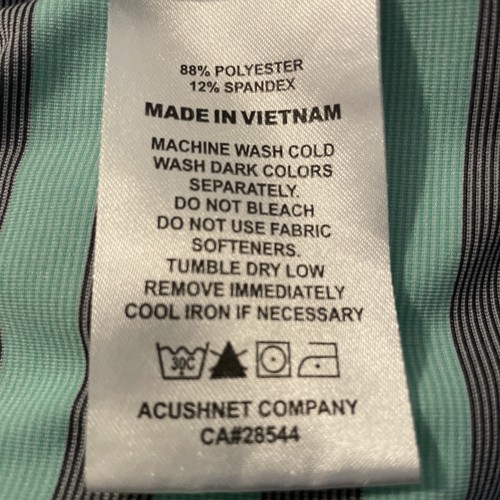 88% POLYESTER
12% SPANDEX
MADE IN VIETNAM
MACHINE WASH COLD
WASH DARK COLORS
SEPARATELY.
DO NOT BLEACH
DO NOT USE FABRIC
SOFTENERS.
TUMBLE DRY LOW
REMOVE IMMEDIATELY
COOL IRON IF NECESSARY
30C
ACUSHNET COMPANY
CA#28544